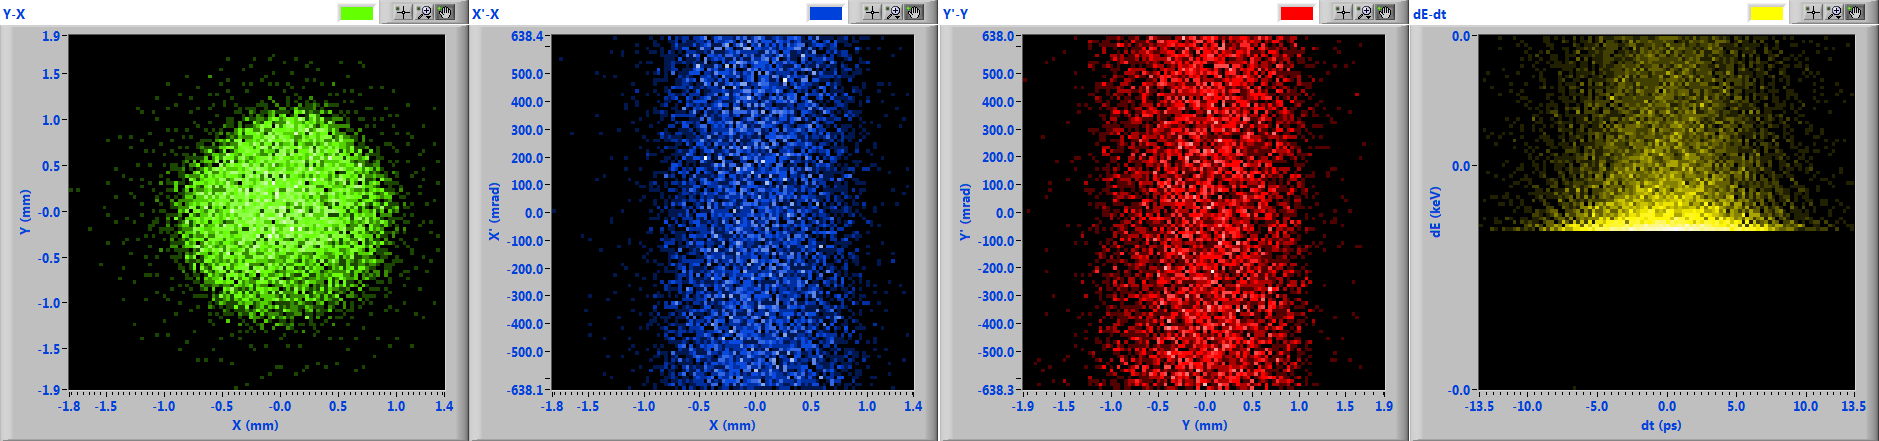 Y-X
1.9
1.5
1.0
0.5
-0.0
-0.5
-1.0
-1.5
-1.9
Y (mm)
-1.8 -1.5 -1.0 -0.5 -0.0 0.5 1.0 1.4
X (mm)
X'-X
638.4
500.0
400.0
300.0
200.0
100.0
0.0
-100.0
-200.0
-300.0
-400.0
-500.0
-638.1
X' (mrad)
-1.8 -1.0 -0.5 -0.0 0.5 1.0 1.4
X (mm)
Y'-Y
638.0
500.0
400.0
300.0
200.0
100.0
0.0
-100.0
-200.0
-300.0
-400.0
-500.0
-638.3
Y' (mrad)
-1.9 -1.5 -1.0 -0.5 -0.0 0.5 1.0 1.5 1.9
Y (mm)
dE-dt
0.0
0.0
-0.0
dE (keV)
-13.5 -10.0 -5.0 0.0 5.0 10.0 13.5
dt (ps)